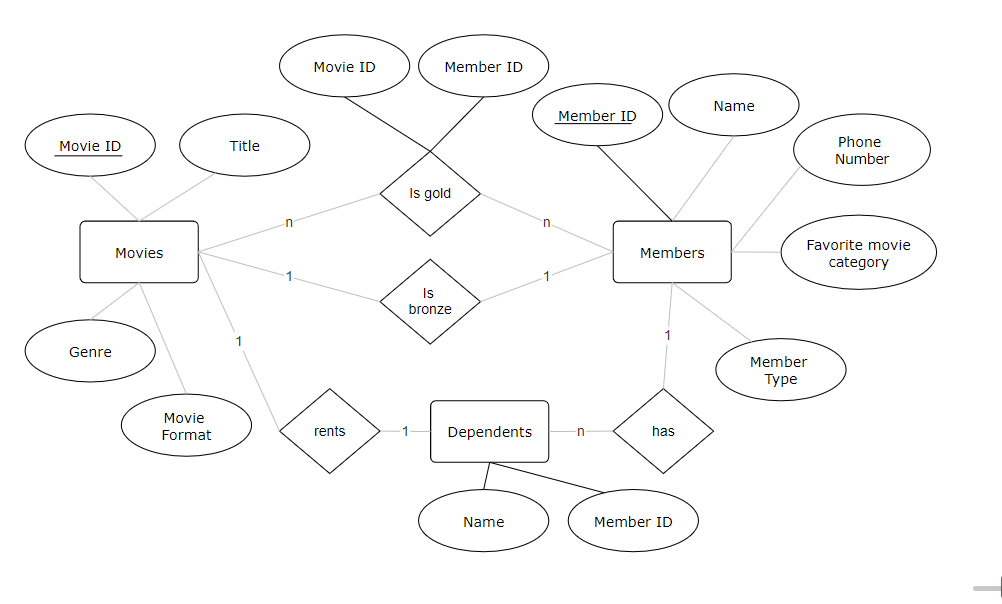 Movie ID
Member ID
Member ID
Name
Movie ID
Title
Phone
Number
Is gold
n
n
Movies
Members
Favorite movie
category
1
1
Is
bronze
1
1
Genre
Member
Type
Movie
Format
rents
1
Dependents
n
has
Name
Member ID